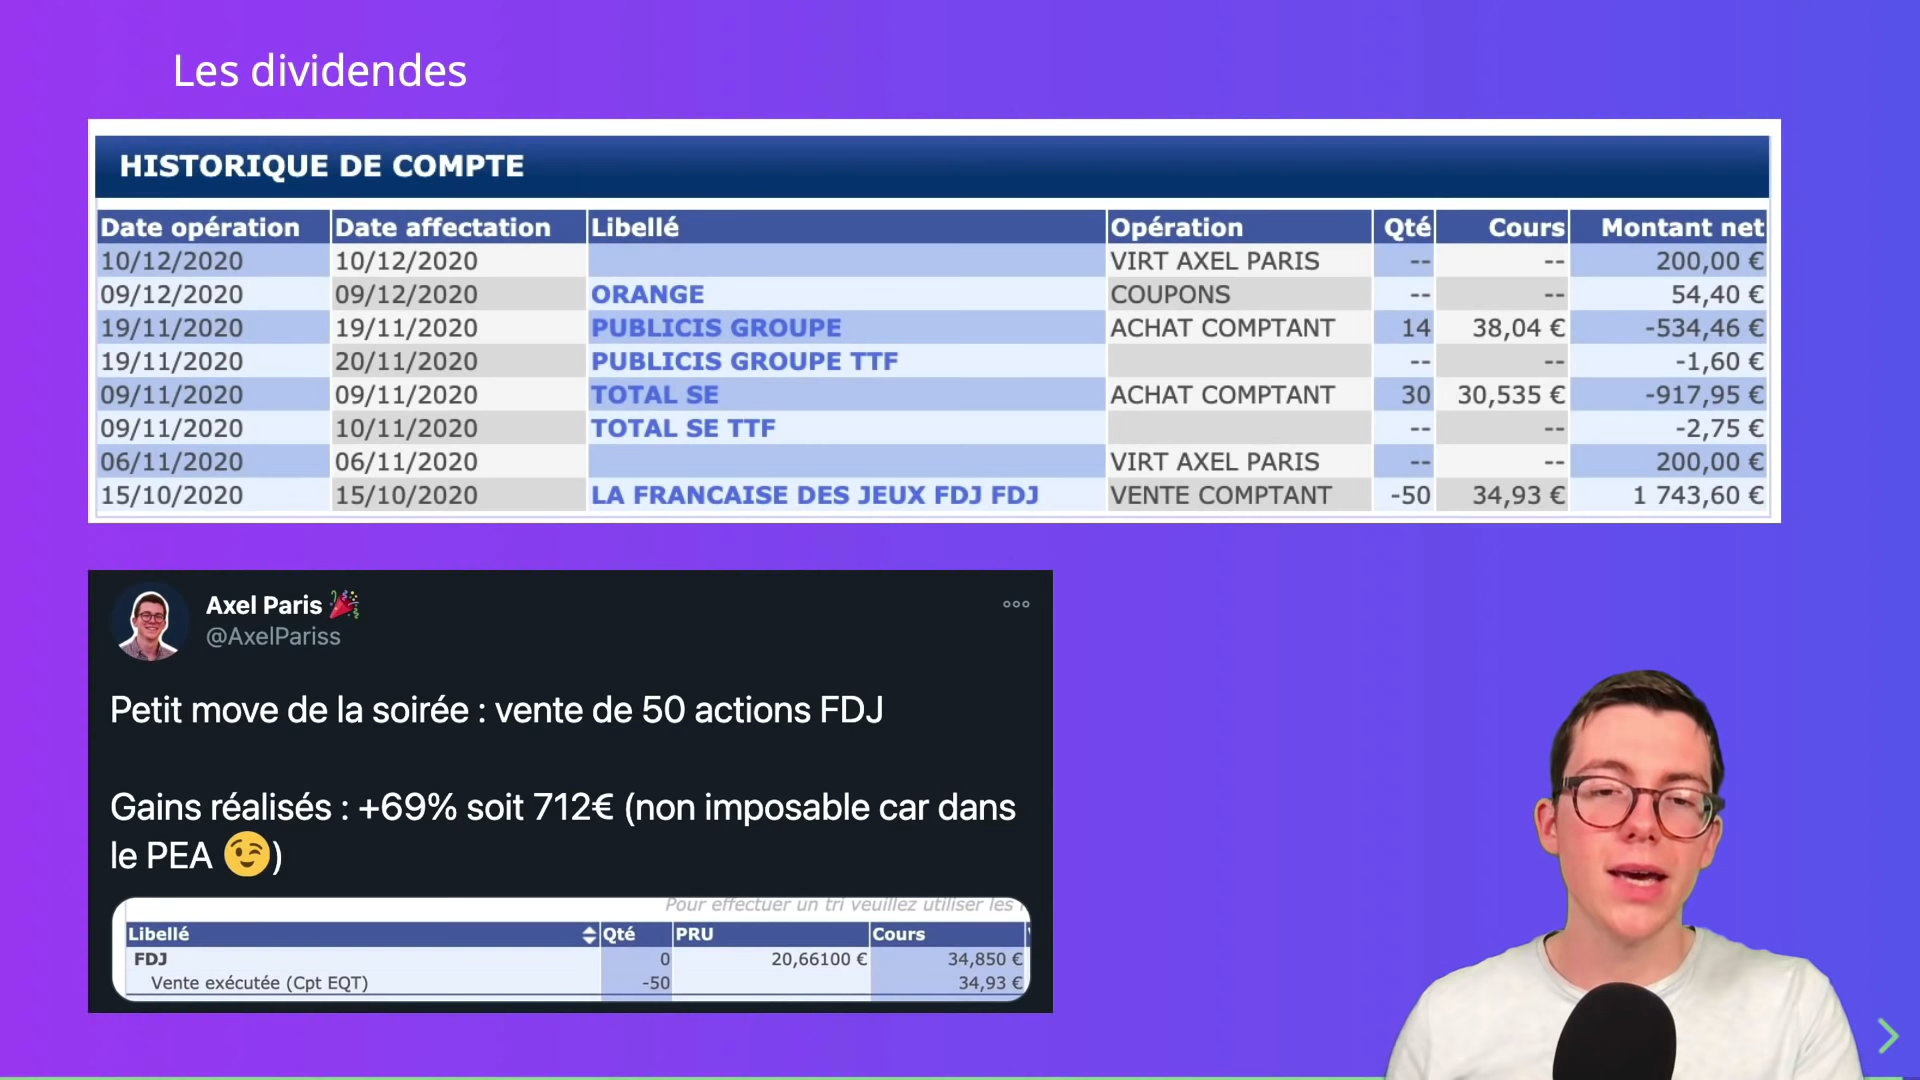 Les dividendes
HISTORIQUE DE COMPTE
Date opération Date affectation Libellé Opération Qté Cours Montant net
10/12/2020 10/12/2020 VIRT AXEL PARIS -- -- 200,00 €
09/12/2020 09/12/2020 ORANGE COUPONS -- -- 54,40 €
19/11/2020 19/11/2020 PUBLICIS GROUPE ACHAT COMPTANT 14 38,04 € -534,46 €
19/11/2020 20/11/2020 PUBLICIS GROUPE TTF -- -- -1,60 €
09/11/2020 09/11/2020 TOTAL SE ACHAT COMPTANT 30 30,535 € -917,95 €
09/11/2020 10/11/2020 TOTAL SE TTF -- -- -2,75 €
06/11/2020 06/11/2020 VIRT AXEL PARIS -- -- 200,00 €
15/10/2020 15/10/2020 LA FRANCAISE DES JEUX FDJ FDJ VENTE COMPTANT -50 34,93 € 1 743,60 €
Axel Paris 🎉
@AxelPariss
Petit move de la soirée : vente de 50 actions FDJ
Gains réalisés : +69% soit 712€ (non imposable car dans
le PEA 😉)
Pour effectuer un tri veuillez utiliser les
Libellé Qté PRU Cours
FDJ 0 20,66100 € 34,850 €
Vente exécutée (Cpt EQT) -50 34,93 €